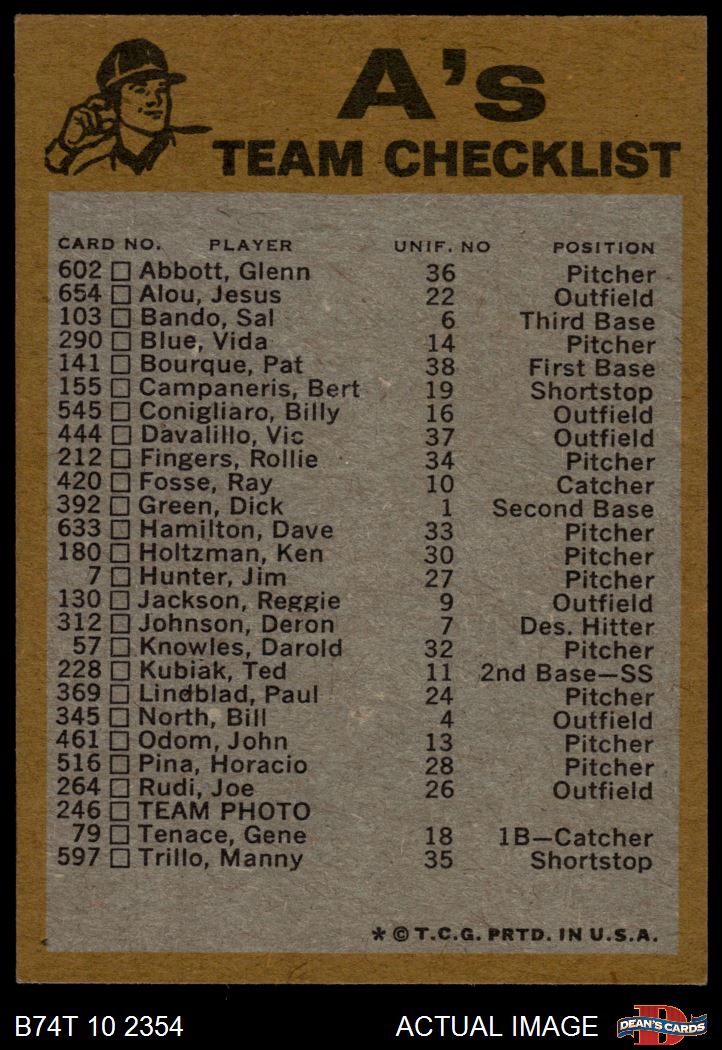 A's
TEAM CHECKLIST
CARD NO. PLAYER UNIF. NO POSITION
602 Abbott, Glenn 36 Pitcher
654 Alou, Jesus 22 Outfield
103 Bando, Sal 6 Third Base
290 Blue, Vida 14 Pitcher
141 Bourque, Pat 38 First Base
155 Campaneris, Bert 19 Shortstop
545 Conigliaro, Billy 16 Outfield
444 Davalillo, Vic 37 Outfield
212 Fingers, Rollie 34 Pitcher
420 Fosse, Ray 10 Catcher
392 Green, Dick 1 Second Base
633 Hamilton, Dave 33 Pitcher
180 Holtzman, Ken 30 Pitcher
7 Hunter, Jim 27 Pitcher
130 Jackson, Reggie 9 Outfield
312 Johnson, Deron 7 Des. Hitter
57 Knowles, Darold 32 Pitcher
228 Kubiak, Ted 11 2nd Base—SS
369 Lindblad, Paul 24 Pitcher
345 North, Bill 4 Outfield
461 Odom, John 13 Pitcher
516 Pina, Horacio 28 Pitcher
264 Rudi, Joe 26 Outfield
246 TEAM PHOTO
79 Tenace, Gene 18 1B—Catcher
597 Trillo, Manny 35 Shortstop
* © T.C.G. PRTD. IN U.S.A.
B74T 10 2354 ACTUAL IMAGE DEAN'S CARDS